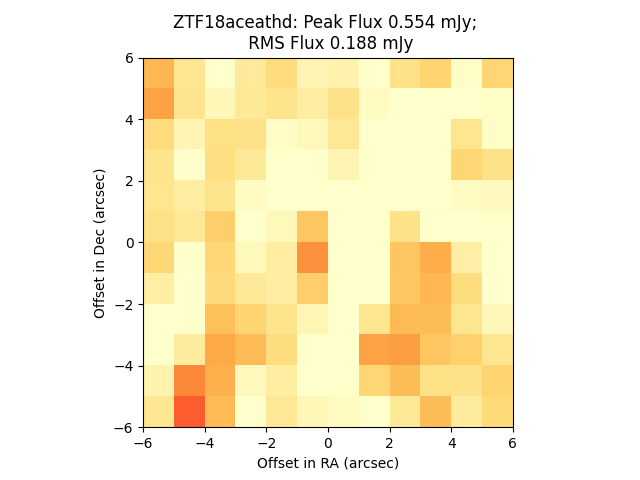 ZTF18aceathd: Peak Flux 0.554 mJy;
RMS Flux 0.188 mJy
6
4
2
0
−2
−4
−6
Offset in Dec (arcsec)
−6 −4 −2 0 2 4 6
Offset in RA (arcsec)